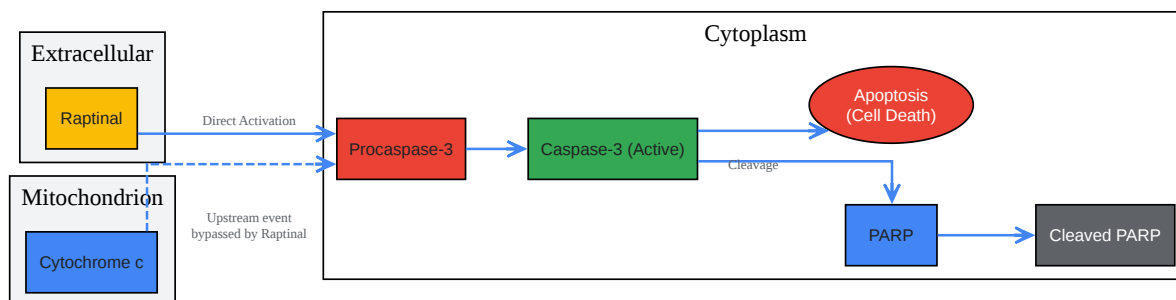 Extracellular
Raptinal
Direct Activation
Mitochondrion
Cytochrome c
Upstream event
bypassed by Raptinal
Cytoplasm
Procaspase-3
Caspase-3 (Active)
Apoptosis
(Cell Death)
Cleavage
PARP
Cleaved PARP